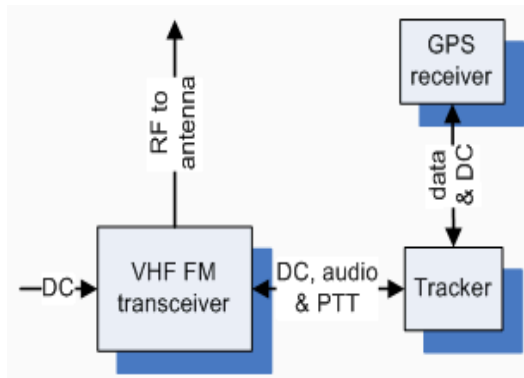 RF to
antenna
GPS
receiver
data
& DC
DC
VHF FM
transceiver
DC, audio
& PTT
Tracker